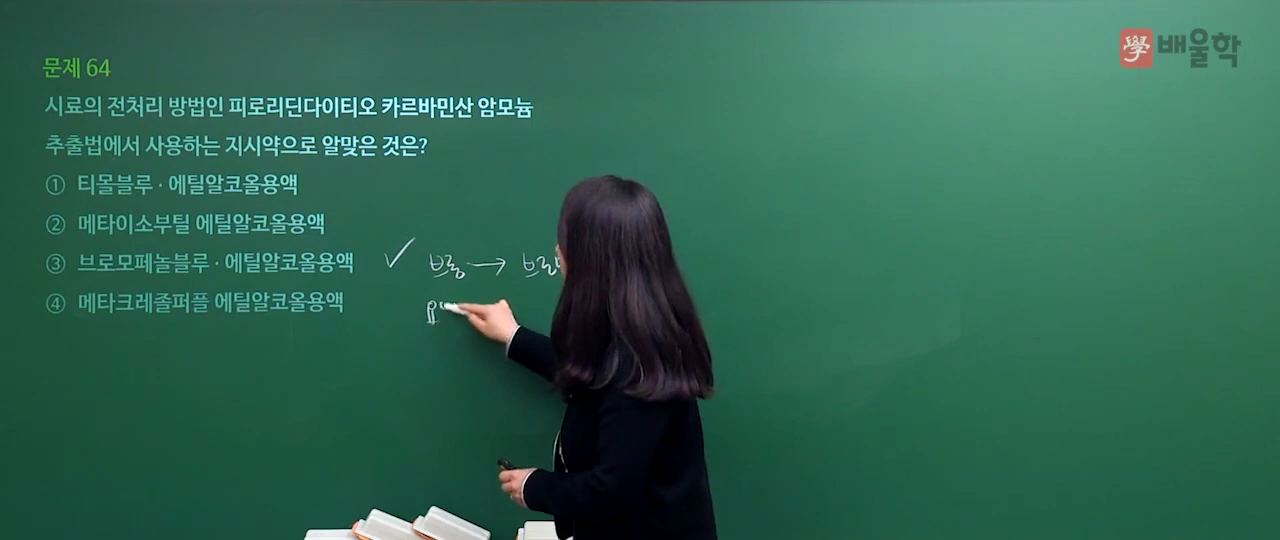 學 배울학
문제 64
시료의 전처리 방법인 피로리딘다이티오 카르바민산 암모늄
추출법에서 사용하는 지시약으로 알맞은 것은?
① 티몰블루 · 에틸알코올용액
② 메타이소부틸 에틸알코올용액
③ 브로모페놀블루 · 에틸알코올용액 ✓ 브롬 →
④ 메타크레졸퍼플 에틸알코올용액